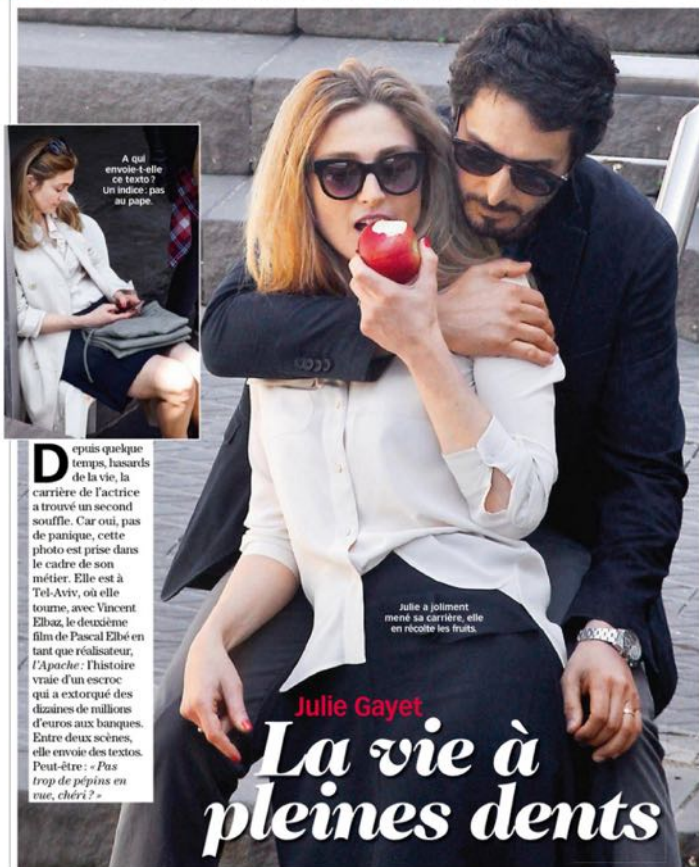 A qui
envoie-t-elle
ce texto ?
Un indice : pas
au pape.
Depuis quelque
temps, hasards
de la vie, la
carrière de l'actrice
a trouvé un second
souffle. Car oui, pas
de panique, cette
photo est prise dans
le cadre de son
métier. Elle est à
Tel-Aviv, où elle
tourne, avec Vincent
Elbaz, le deuxième
film de Pascal Elbé en
tant que réalisateur,
l'Apache : l'histoire
vraie d'un escroc
qui a extorqué des
dizaines de millions
d'euros aux banques.
Entre deux scènes,
elle envoie des textos.
Peut-être : « Pas
trop de pépins en
vue, chéri ? »
Julie a joliment
mené sa carrière, elle
en récolte les fruits.
Julie Gayet
La vie à
pleines dents